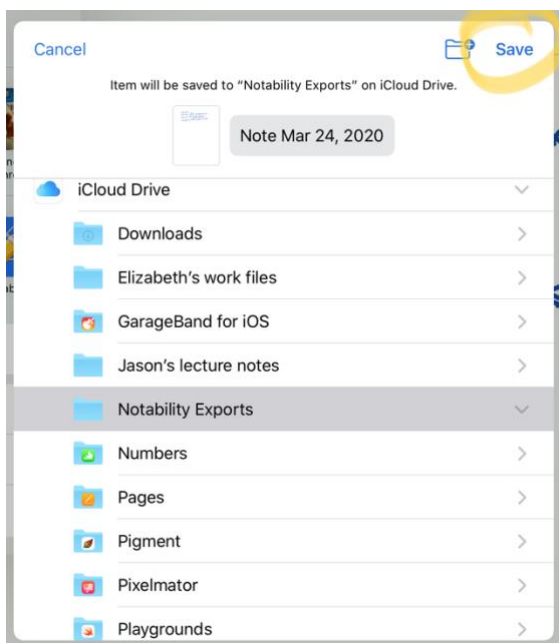 Cancel
Save
Item will be saved to “Notability Exports” on iCloud Drive.
Note Mar 24, 2020
iCloud Drive
Downloads
Elizabeth’s work files
GarageBand for iOS
Jason’s lecture notes
Notability Exports
Numbers
Pages
Pigment
Pixelmator
Playgrounds